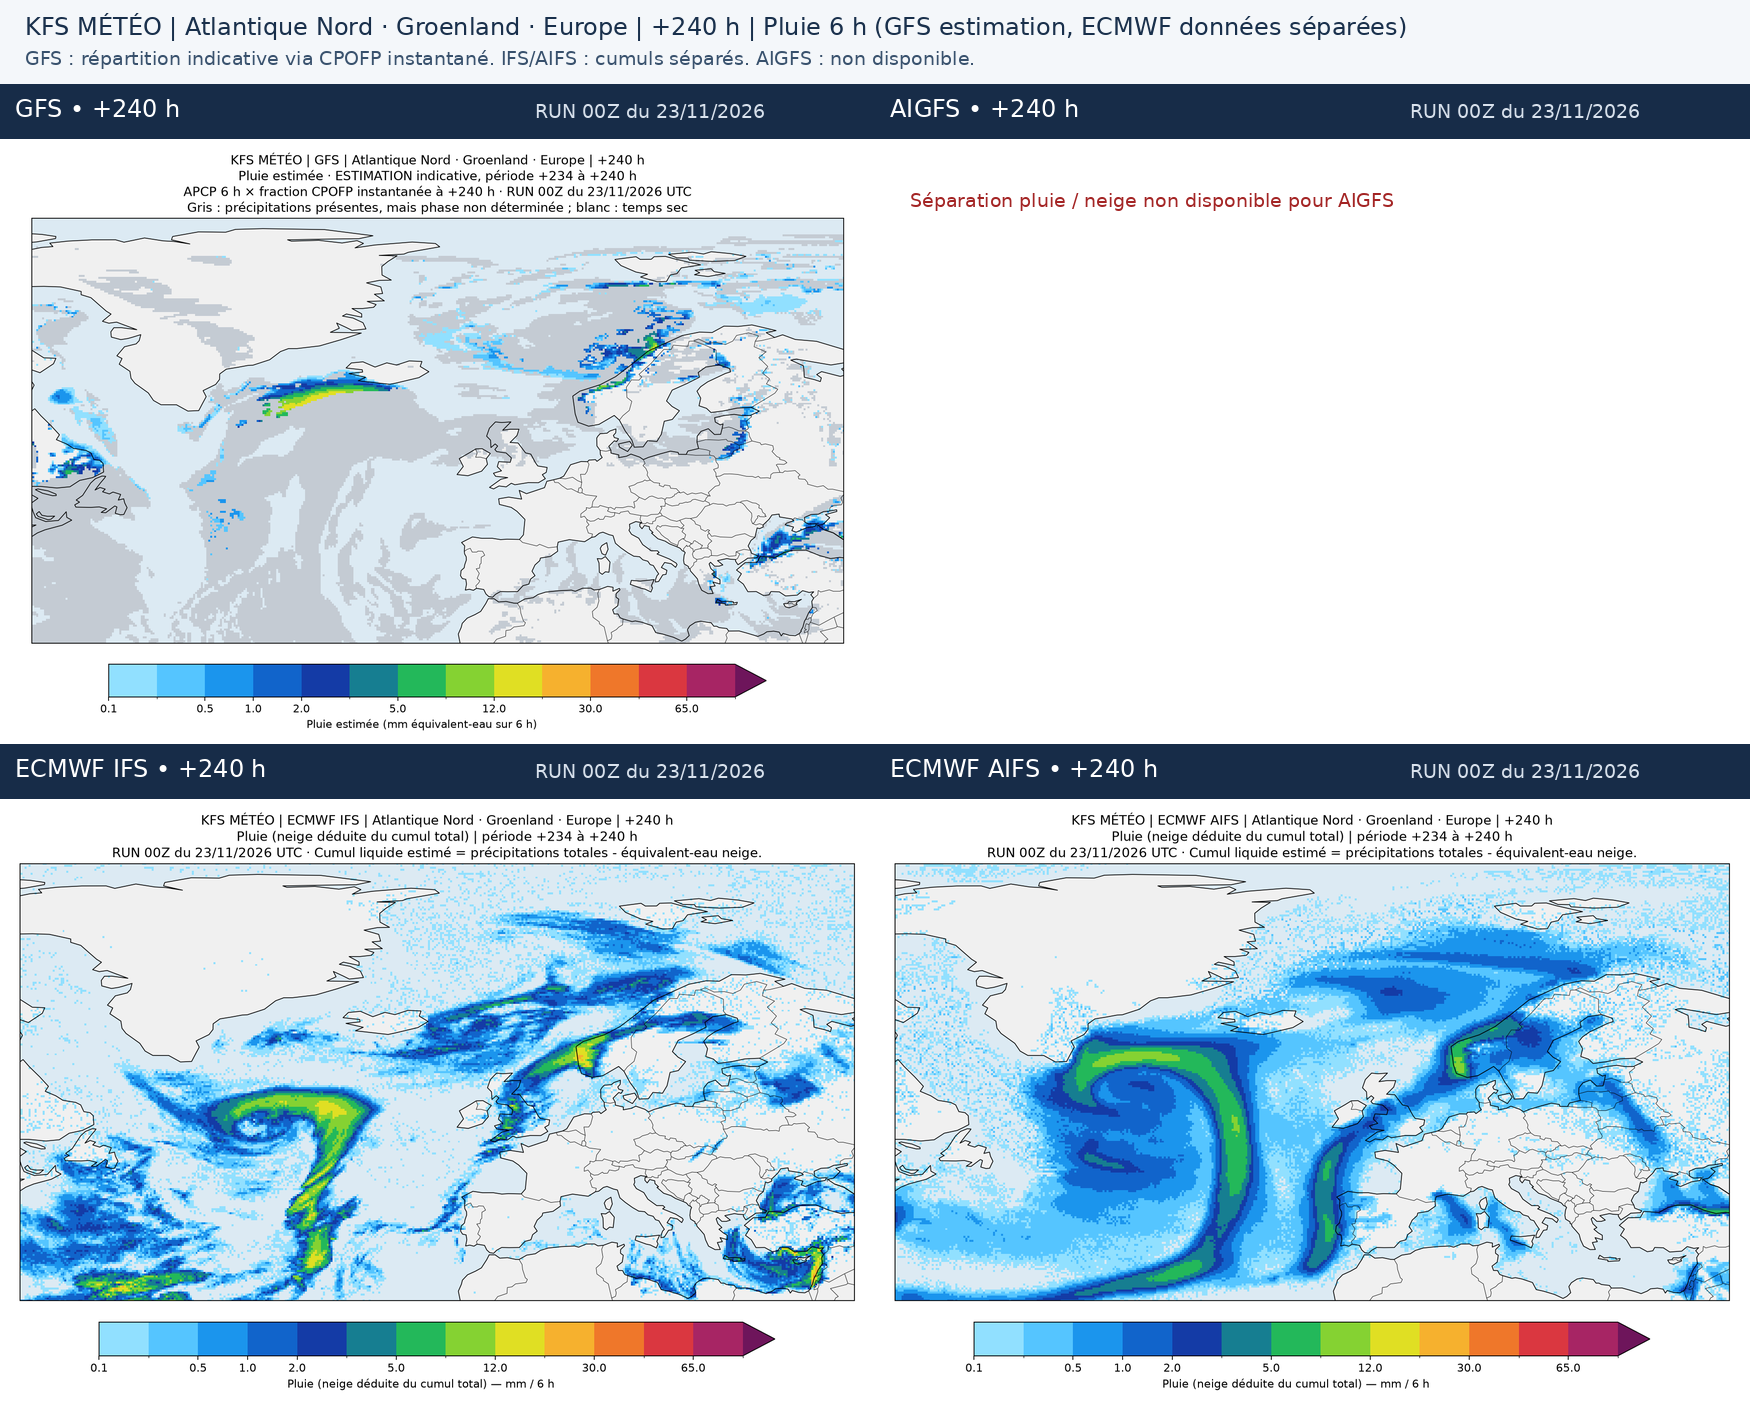 KFS MÉTÉO | Atlantique Nord · Groenland · Europe | +240 h | Pluie 6 h (GFS estimation, ECMWF données séparées)
GFS : répartition indicative via CPOFP instantané. IFS/AIFS : cumuls séparés. AIGFS : non disponible.
GFS • +240 h
RUN 00Z du 23/11/2026
AIGFS • +240 h
RUN 00Z du 23/11/2026
KFS MÉTÉO | GFS | Atlantique Nord · Groenland · Europe | +240 h
Pluie estimée · ESTIMATION indicative, période +234 à +240 h
APCP 6 h × fraction CPOFP instantanée à +240 h · RUN 00Z du 23/11/2026 UTC
Gris : précipitations présentes, mais phase non déterminée ; blanc : temps sec
Séparation pluie / neige non disponible pour AIGFS
0.1 0.5 1.0 2.0 5.0 12.0 30.0 65.0
Pluie estimée (mm équivalent-eau sur 6 h)
ECMWF IFS • +240 h
RUN 00Z du 23/11/2026
ECMWF AIFS • +240 h
RUN 00Z du 23/11/2026
KFS MÉTÉO | ECMWF IFS | Atlantique Nord · Groenland · Europe | +240 h
Pluie (neige déduite du cumul total) | période +234 à +240 h
RUN 00Z du 23/11/2026 UTC · Cumul liquide estimé = précipitations totales - équivalent-eau neige.
0.1 0.5 1.0 2.0 5.0 12.0 30.0 65.0
Pluie (neige déduite du cumul total) — mm / 6 h
KFS MÉTÉO | ECMWF AIFS | Atlantique Nord · Groenland · Europe | +240 h
Pluie (neige déduite du cumul total) | période +234 à +240 h
RUN 00Z du 23/11/2026 UTC · Cumul liquide estimé = précipitations totales - équivalent-eau neige.
0.1 0.5 1.0 2.0 5.0 12.0 30.0 65.0
Pluie (neige déduite du cumul total) — mm / 6 h